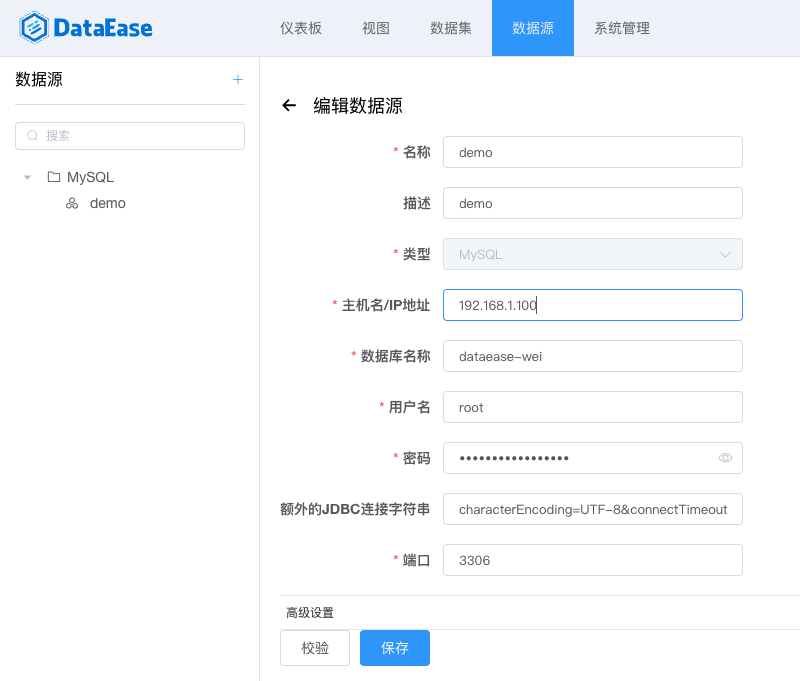 DataEase 仪表板 视图 数据集 数据源 系统管理
数据源 +
搜索
MySQL
demo
编辑数据源
* 名称 demo
描述 demo
* 类型 MySQL
* 主机名/IP地址 192.168.1.100
* 数据库名称 dataease-wei
* 用户名 root
* 密码 •••••••••••••••••
额外的JDBC连接字符串 characterEncoding=UTF-8&connectTimeout
* 端口 3306
高级设置
校验 保存